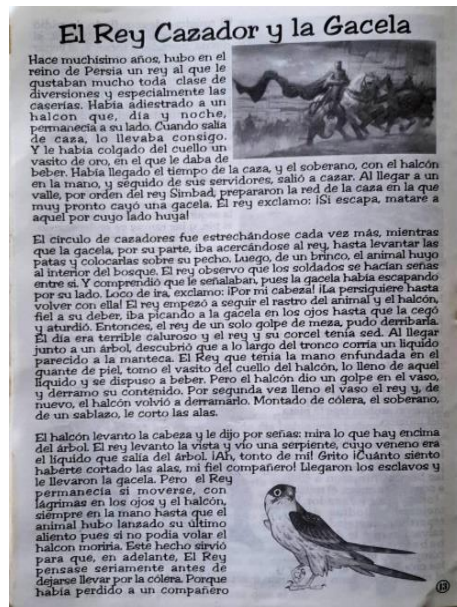 El Rey Cazador y la Gacela
Hace muchísimo años, hubo en el
reino de Persia un rey al que le
gustaban mucho toda clase de
diversiones y especialmente las
caserías. Había adiestrado a un
halcon que, día y noche,
permanecía a su lado. Cuando salía
de caza, lo llevaba consigo.
Y le había colgado del cuello un
vasito de oro, en el que le daba de
beber. Había llegado el tiempo de la caza, y el soberano, con el halcón
en la mano, y seguido de sus servidores, salió a cazar. Al llegar a un
valle, por orden del rey Simbad, prepararon la red de la caza en la que
muy pronto cayó una gacela. El rey exclamo: ¡Si escapa, matare a
aquel por cuyo lado huya!
El círculo de cazadores fue estrechándose cada vez más, mientras
que la gacela, por su parte, iba acercándose al rey, hasta levantar las
patas y colocarlas sobre su pecho. Luego, de un brinco, el animal huyo
al interior del bosque. El rey observo que los soldados se hacían señas
entre si. Y comprendió que le señalaban, pues la gacela había escapando
por su lado. Loco de ira, exclamo: ¡Por mi cabeza! ¡La persiguiere hasta
volver con ella! El rey empezó a seguir el rastro del animal y el halcón,
fiel a su deber, iba picando a la gacela en los ojos hasta que la cegó
y aturdió. Entonces, el rey de un solo golpe de meza, pudo derribarla.
El día era terrible caluroso y el rey y su corcel tenía sed. Al llegar
junto a un árbol, descubrió que a lo largo del tronco corría un líquido
parecido a la manteca. El Rey que tenía la mano enfundada en el
guante de piel, tomo el vasito del cuello del halcón, lo lleno de aquel
líquido y se dispuso a beber. Pero el halcón dio un golpe en el vaso,
y derramo su contenido. Por segunda vez lleno el vaso el rey y, de
nuevo, el halcón volvió a derramarlo. Montado de cólera, el soberano,
de un sablazo, le corto las alas.
El halcón levanto la cabeza y le dijo por señas: mira lo que hay encima
del árbol. El rey levanto la vista y vio una serpiente, cuyo veneno era
el líquido que salía del árbol. ¡Ah, tonto de mi! Grito ¡Cuánto siento
haberte cortado las alas, mi fiel compañero! Llegaron los esclavos y
le llevaron la gacela. Pero el Rey
permanecía si moverse, con
lágrimas en los ojos y el halcón,
siempre en la mano hasta que el
animal hubo lanzado su último
aliento pues si no podía volar el
halcon moriría. Este hecho sirvió
para que, en adelante, El Rey
pensase seriamente antes de
dejarse llevar por la cólera. Porque
había perdido a un compañero
13